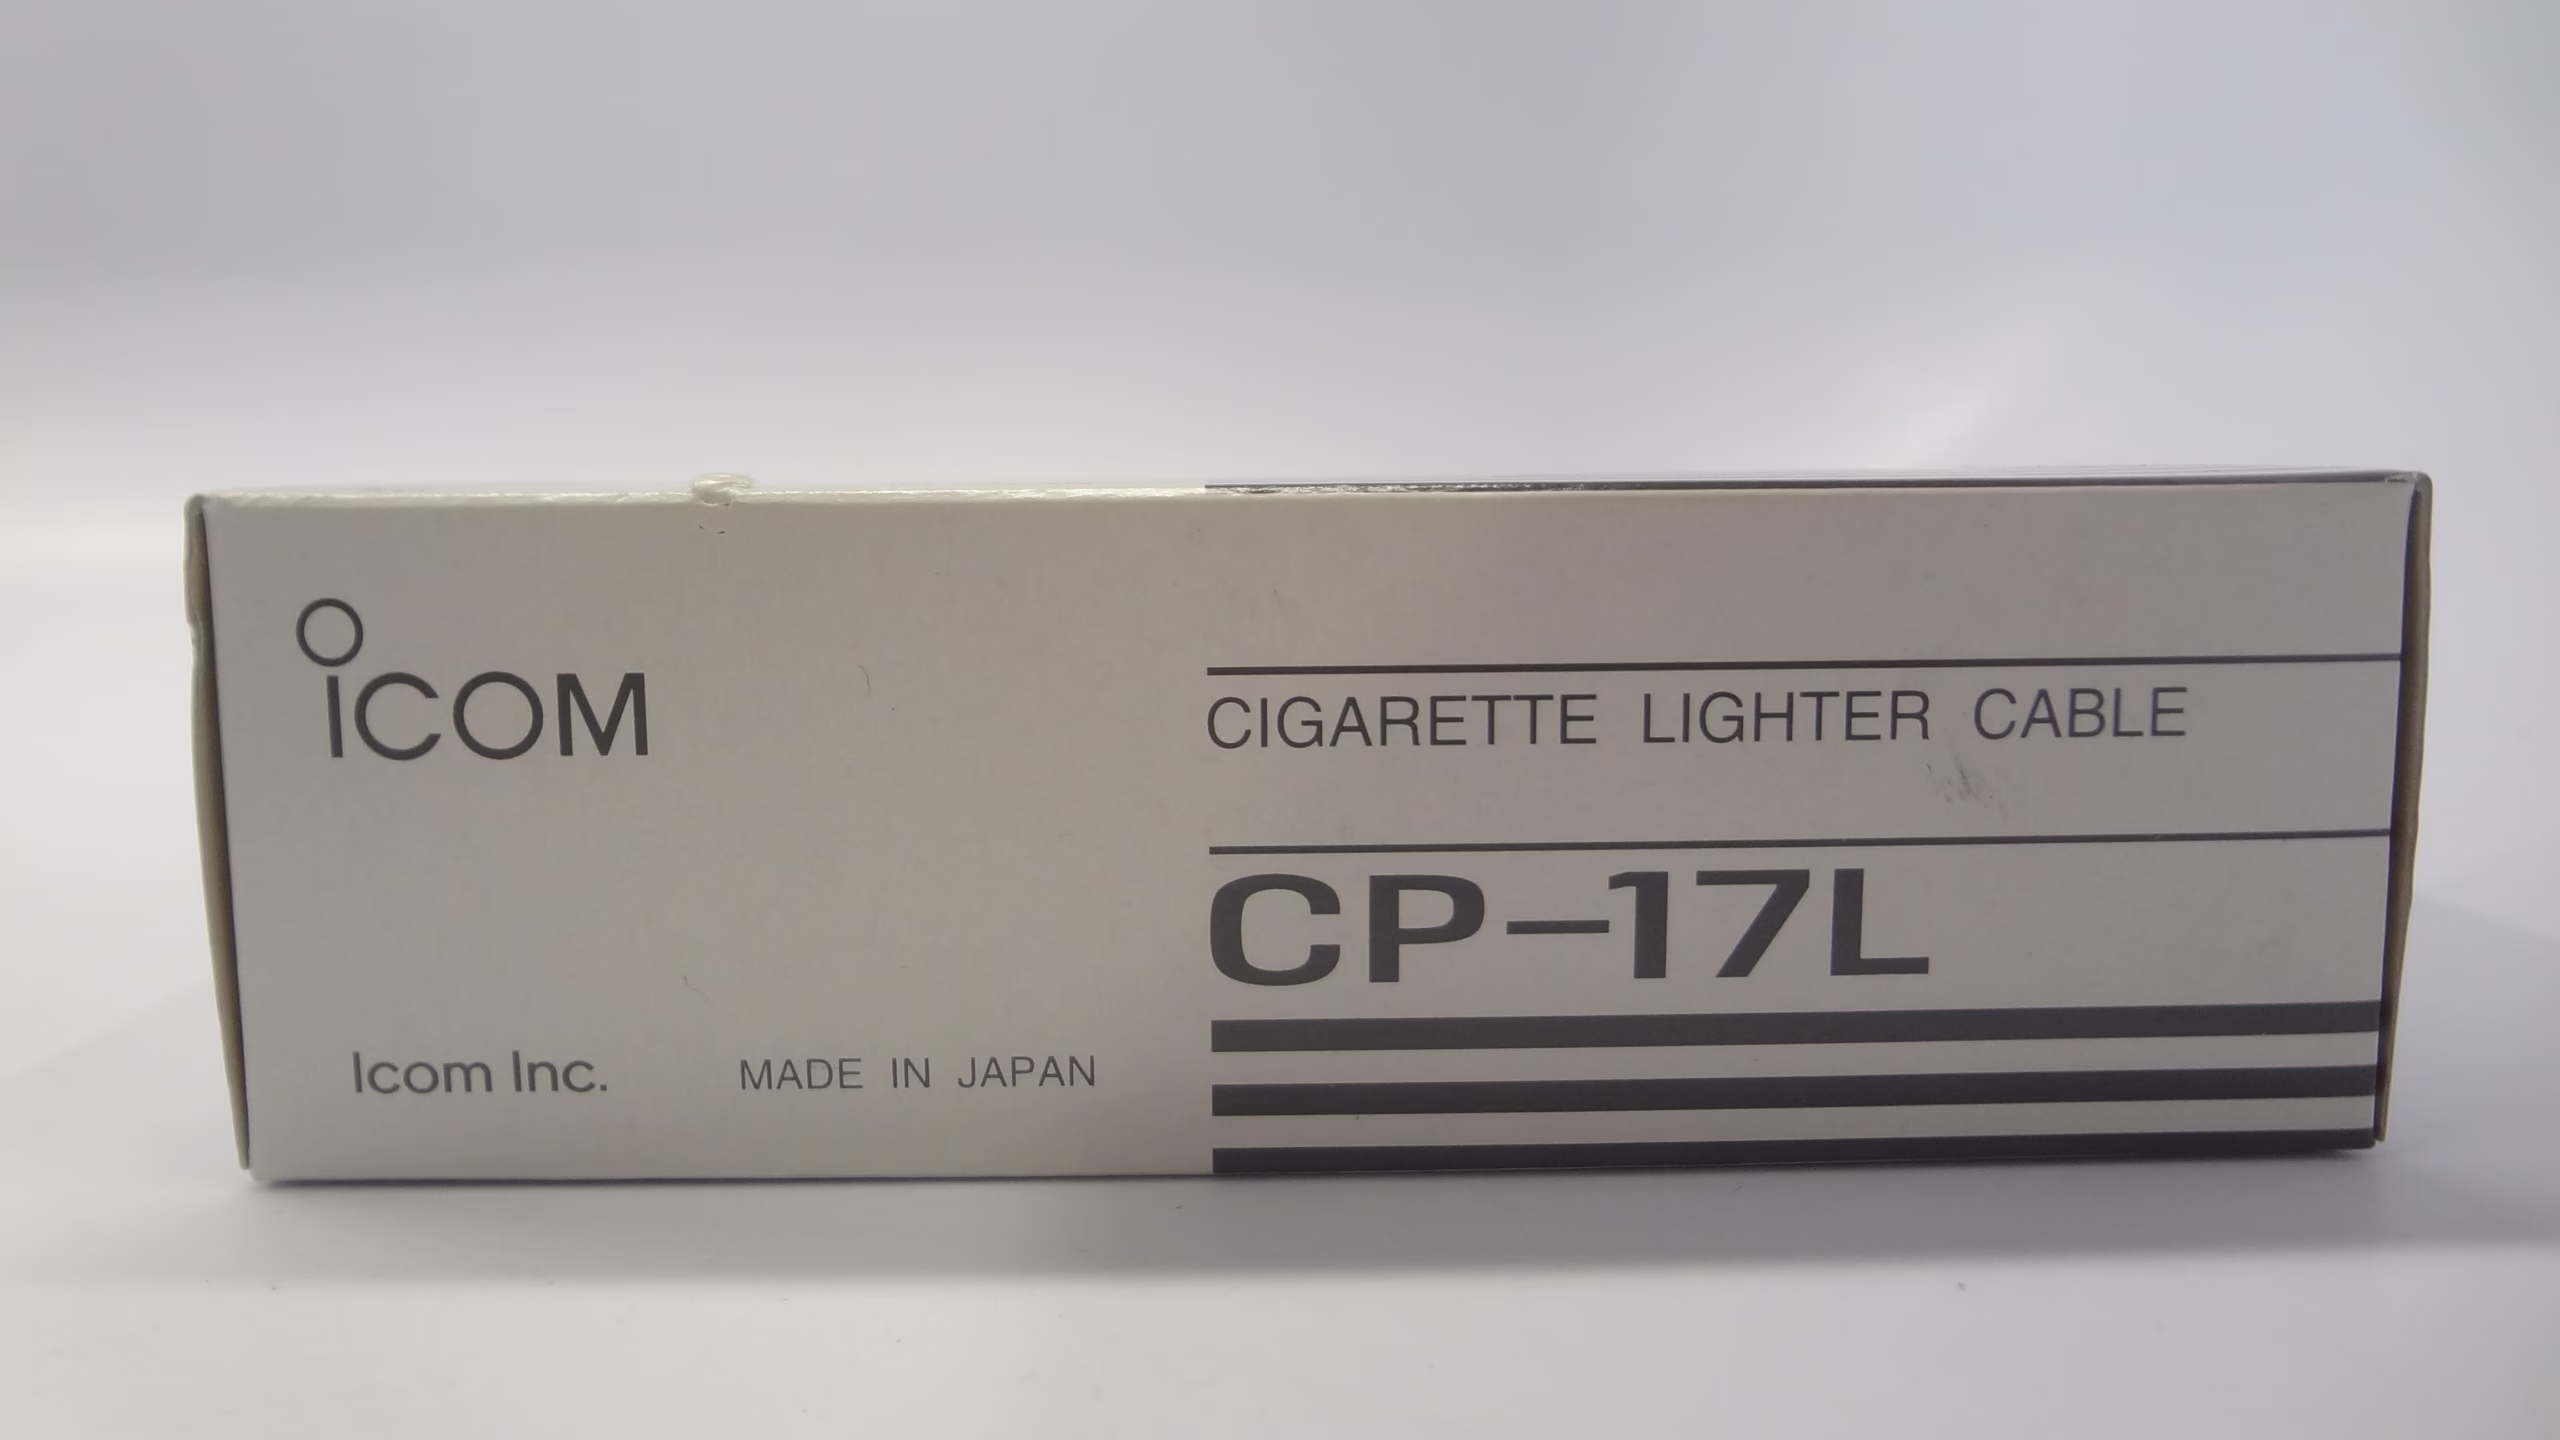 ICOM
CIGARETTE LIGHTER CABLE
CP-17L
Icom Inc. MADE IN JAPAN